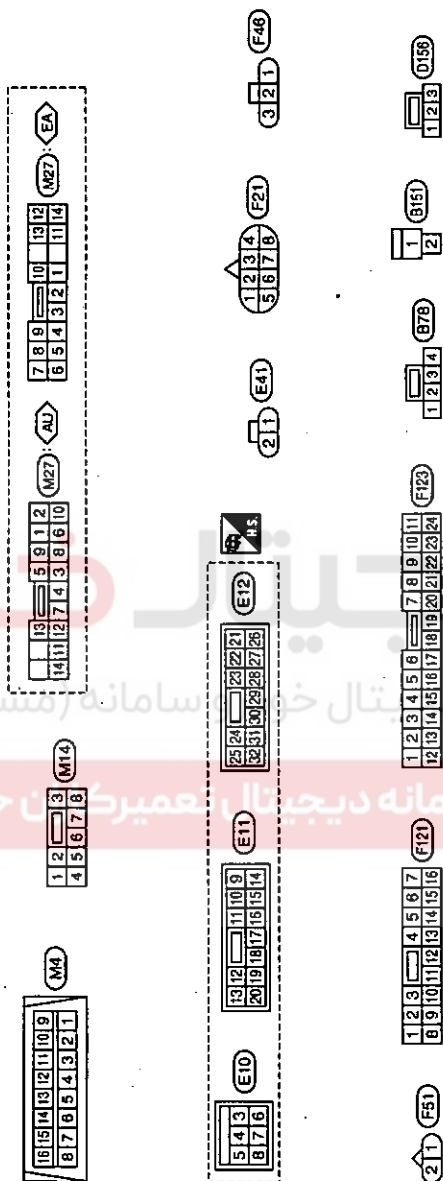 16 15 14 13 12 11 10 9
8 7 6 5 4 3 2 1
M4
1 2 3
4 5 6 7 8
M14
13 5 9 1 2
14 11 12 7 4 3 8 6 10
M27 : AU
7 8 9 10 13 12
6 5 4 3 2 1 11 14
M27 : EA
5 4 3
8 7 6
E10
13 12 11 10 9
20 19 18 17 16 15 14
E11
25 24 23 22 21
32 31 30 29 28 27 26
E12
H.S.
2 1
E41
1 2 3 4
5 6 7 8
F21
3 2 1
F46
2 1
F51
1 2 3 4 5 6 7
8 9 10 11 12 13 14 15 16
F121
1 2 3 4 5 6 7 8 9 10 11
12 13 14 15 16 17 18 19 20 21 22 23 24
F123
1 2 3 4
B78
1
2
B151
1 2 3
D156
جیتال خ
یتال خودرو سامانه (مس
مانه دیجیتال تعمیرکاران خ